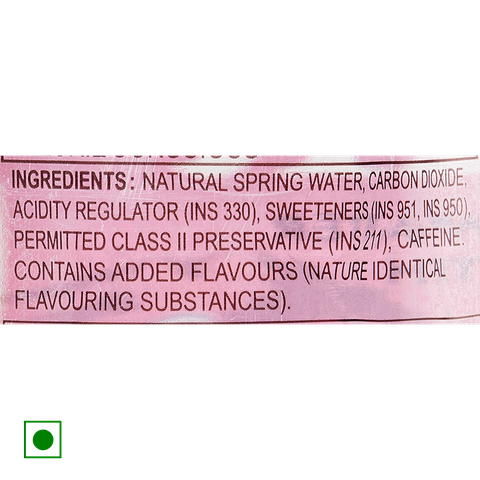 INGREDIENTS: NATURAL SPRING WATER, CARBON DIOXIDE,
ACIDITY REGULATOR (INS 330), SWEETENERS (INS 951, INS 950),
PERMITTED CLASS II PRESERVATIVE (INS 211), CAFFEINE.
CONTAINS ADDED FLAVOURS (NATURE IDENTICAL
FLAVOURING SUBSTANCES).